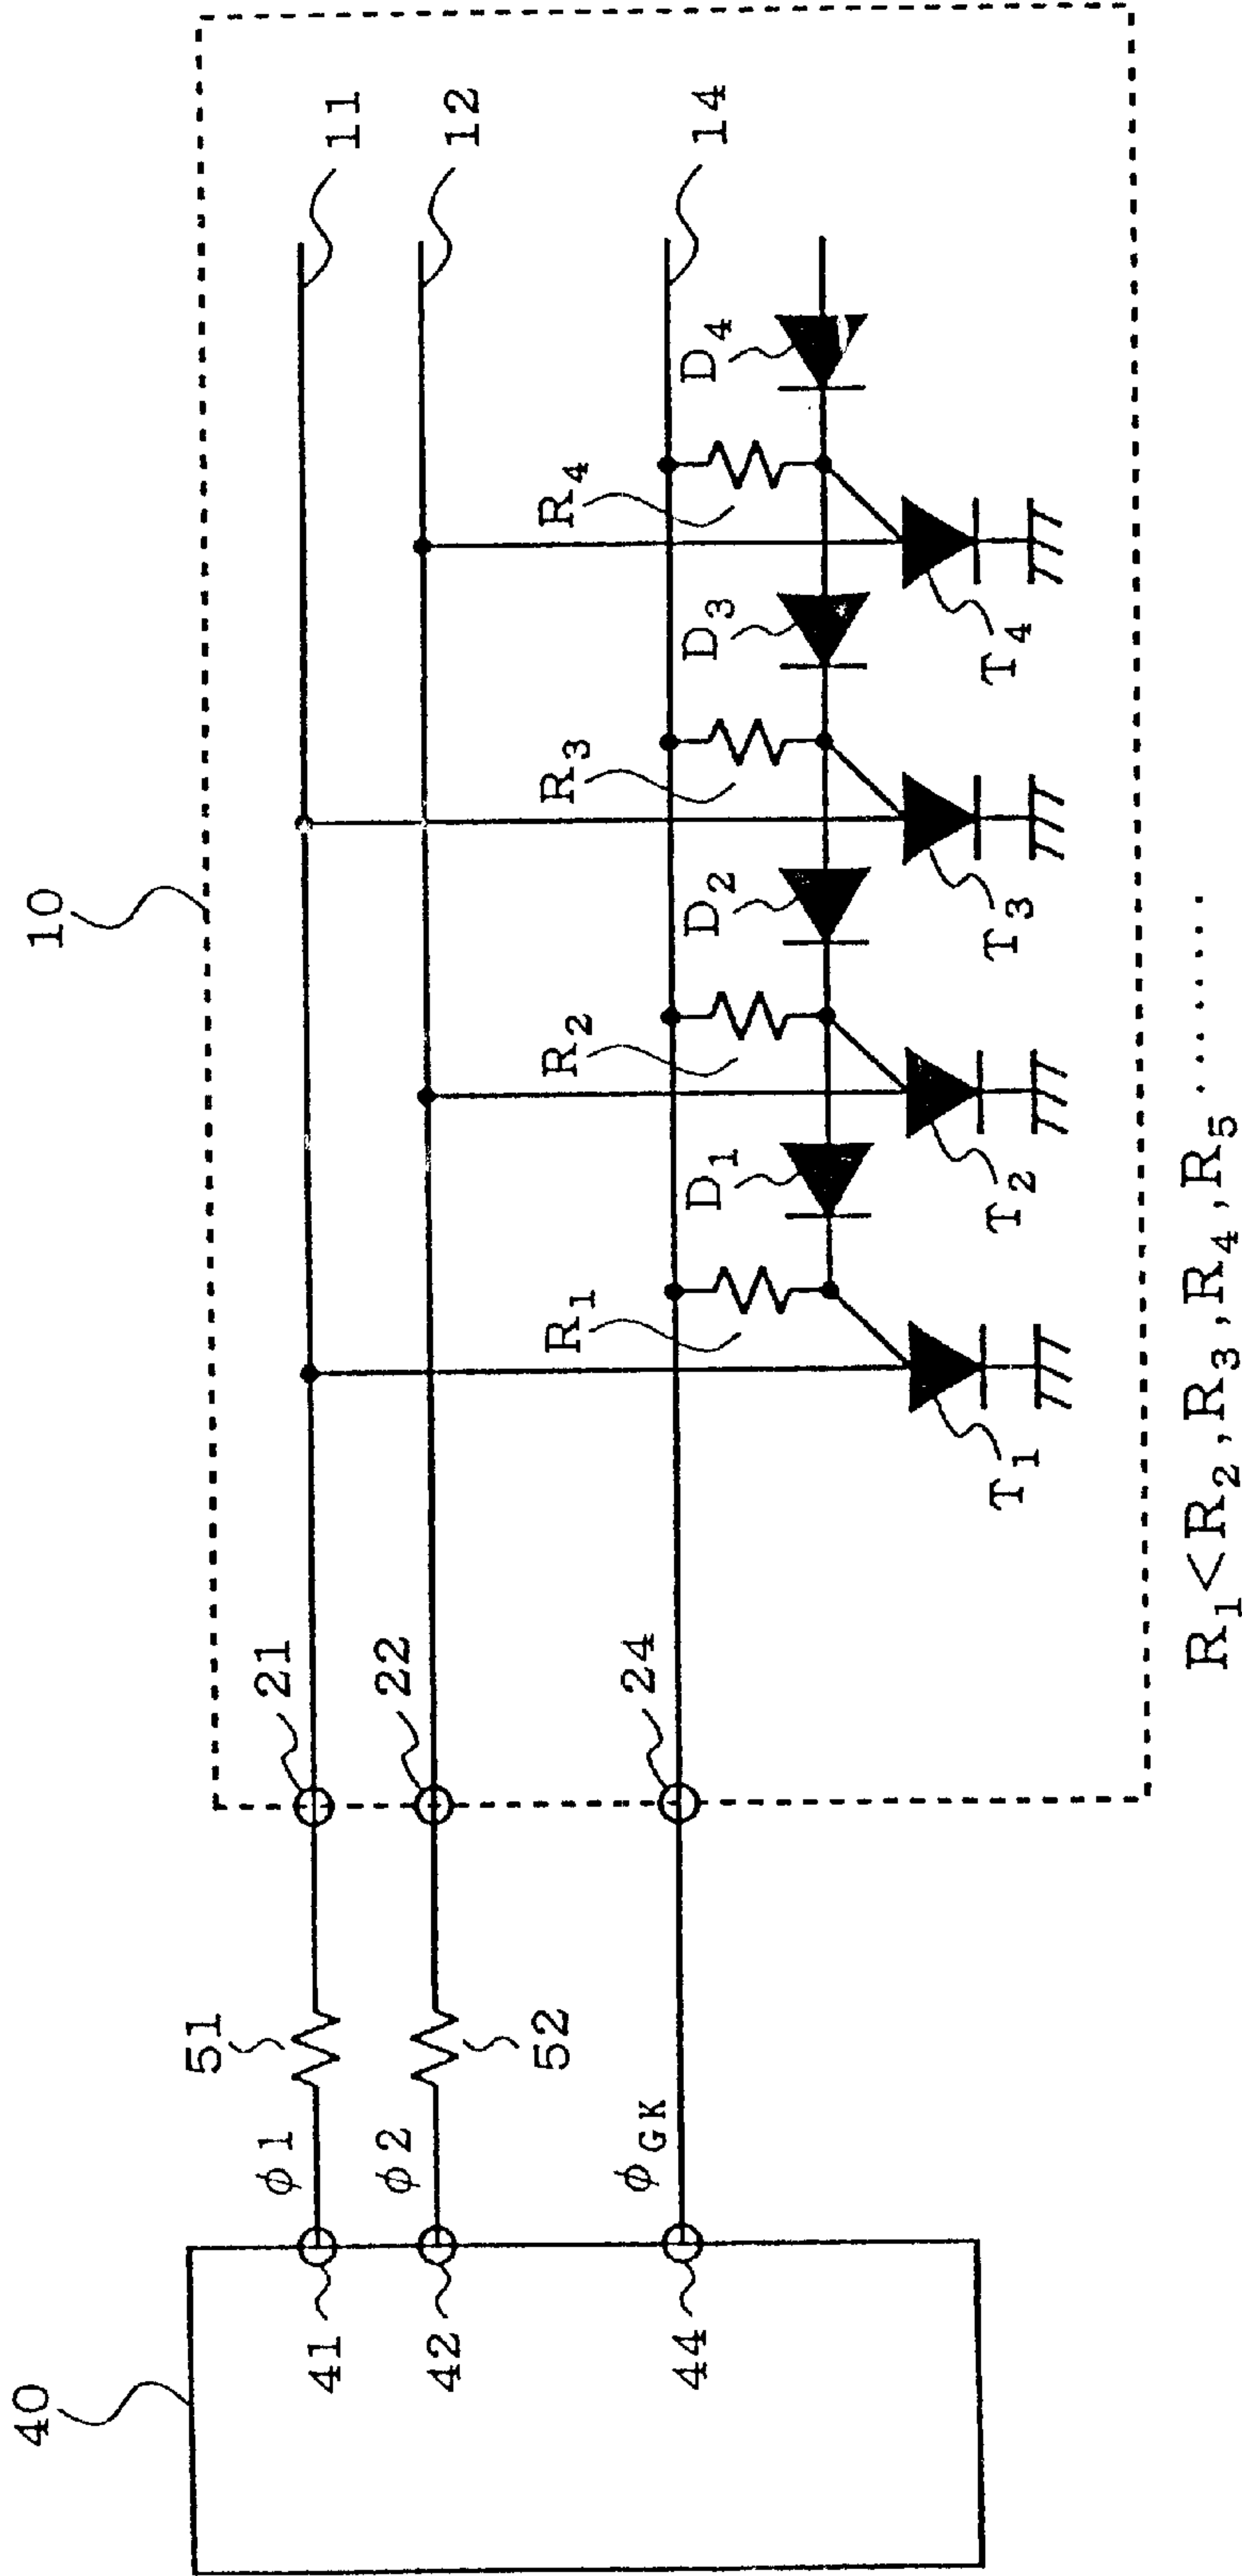 10
11
12
14
40
51
21
41
φ1
52
22
42
φ2
24
44
φGK
R1
R2
R3
R4
D1
D2
D3
D4
T1
T2
T3
T4
R1<R2,R3,R4,R5.........